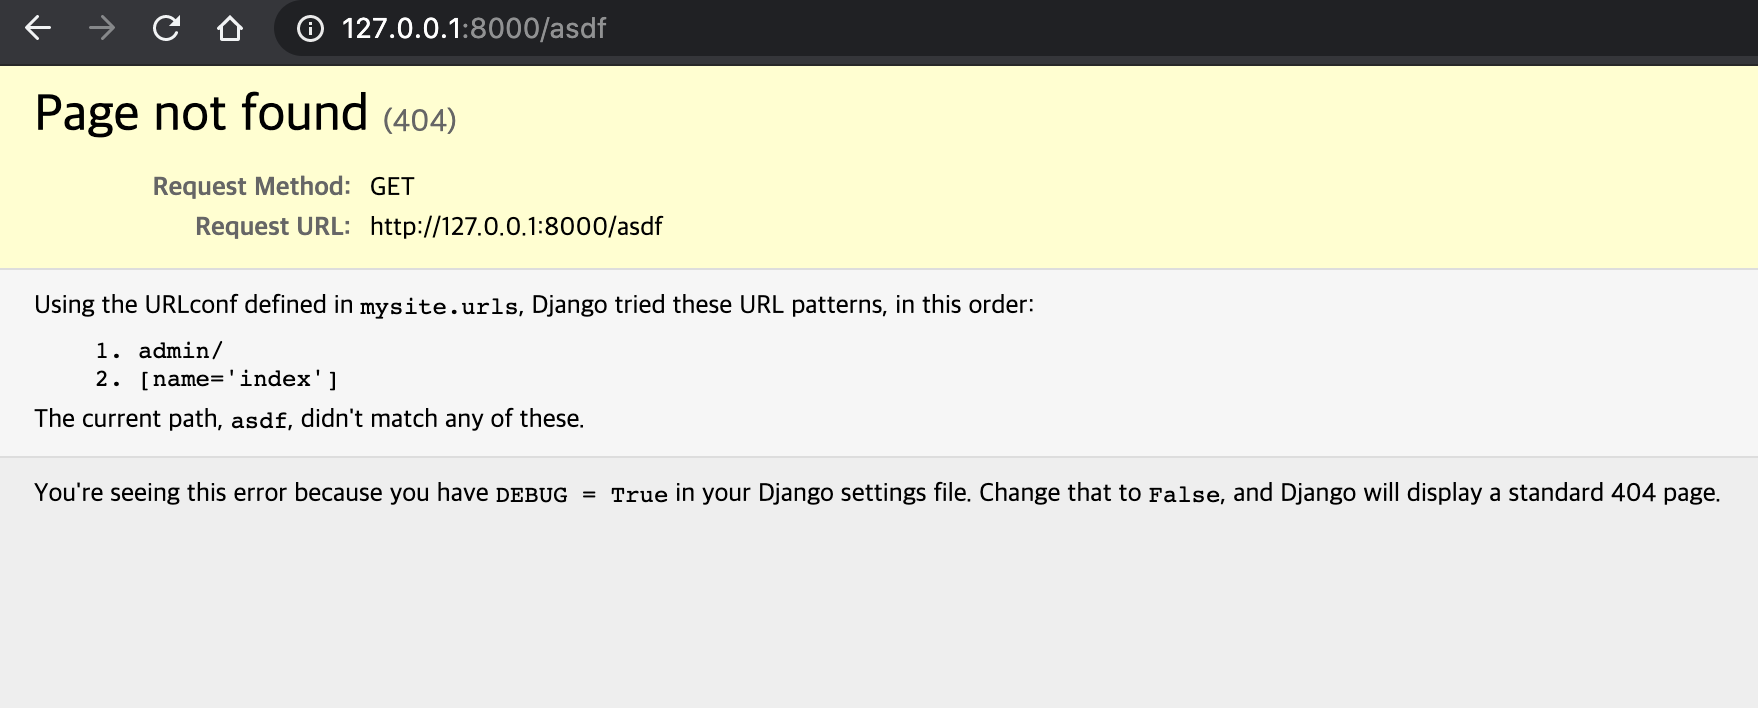 127.0.0.1:8000/asdf
Page not found (404)
Request Method: GET
Request URL: http://127.0.0.1:8000/asdf
Using the URLconf defined in mysite.urls, Django tried these URL patterns, in this order:
1. admin/
2. [name='index']
The current path, asdf, didn't match any of these.
You're seeing this error because you have DEBUG = True in your Django settings file. Change that to False, and Django will display a standard 404 page.